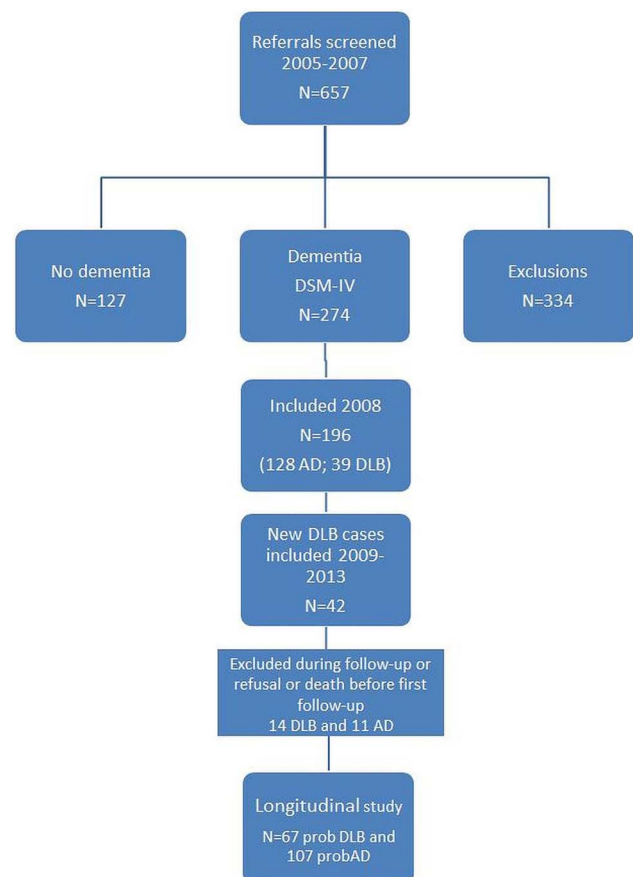 Referrals screened
2005-2007
N=657
No dementia
N=127
Dementia
DSM-IV
N=274
Exclusions
N=334
Included 2008
N=196
(128 AD; 39 DLB)
New DLB cases
included 2009-
2013
N=42
Excluded during follow-up or
refusal or death before first
follow-up
14 DLB and 11 AD
Longitudinal study
N=67 prob DLB and
107 probAD